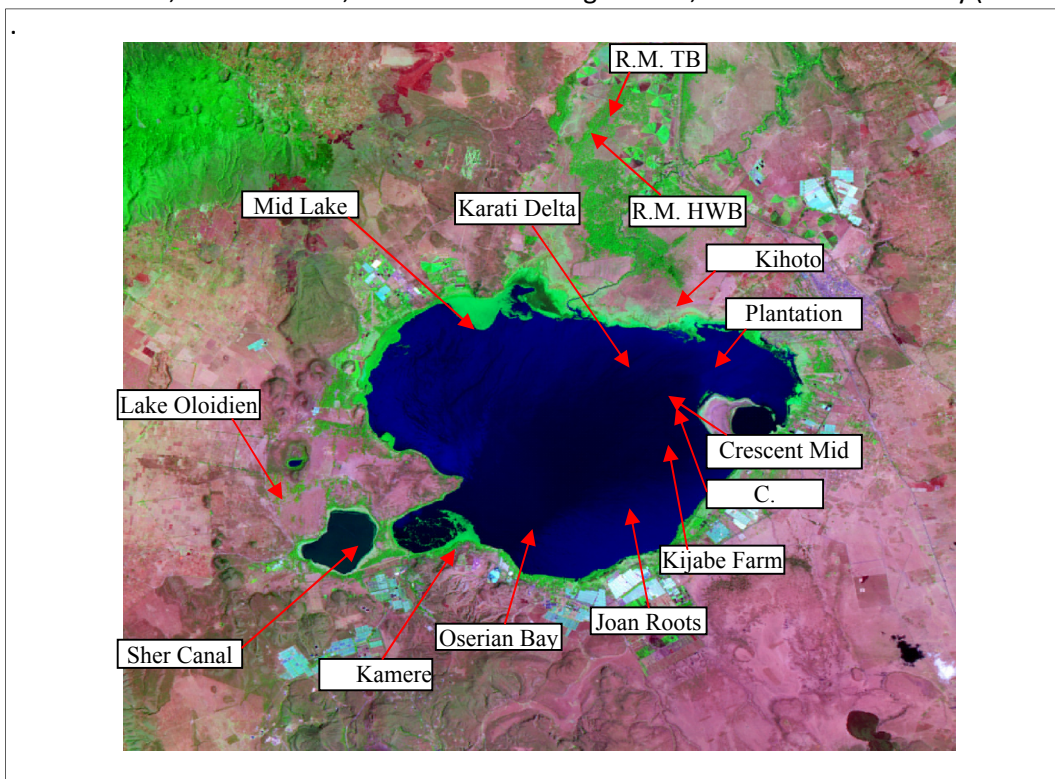 .
R.M. TB
Mid Lake
Karati Delta
R.M. HWB
Kihoto
Plantation
Lake Oloidien
Crescent Mid
C.
Kijabe Farm
Joan Roots
Oserian Bay
Sher Canal
Kamere